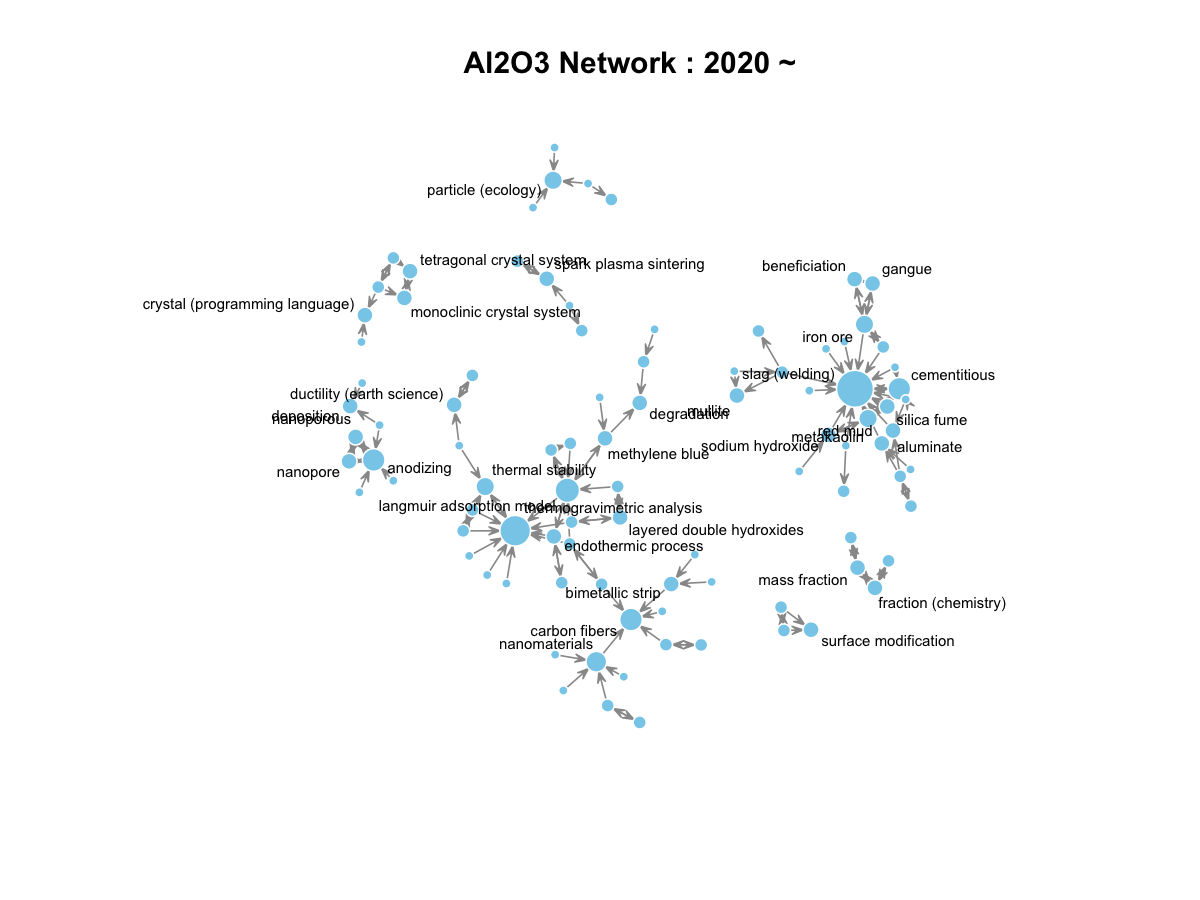 Al2O3 Network : 2020 ~
particle (ecology)
tetragonal crystal system
spark plasma sintering
beneficiation
gangue
crystal (programming language)
monoclinic crystal system
iron ore
slag (welding)
cementitious
ductility (earth science)
deposition
nanoporous
degradation
mullite
silica fume
red mud
metakaolin
sodium hydroxide
aluminate
methylene blue
nanopore
anodizing
thermal stability
langmuir adsorption model
thermogravimetric analysis
layered double hydroxides
endothermic process
mass fraction
bimetallic strip
fraction (chemistry)
carbon fibers
nanomaterials
surface modification